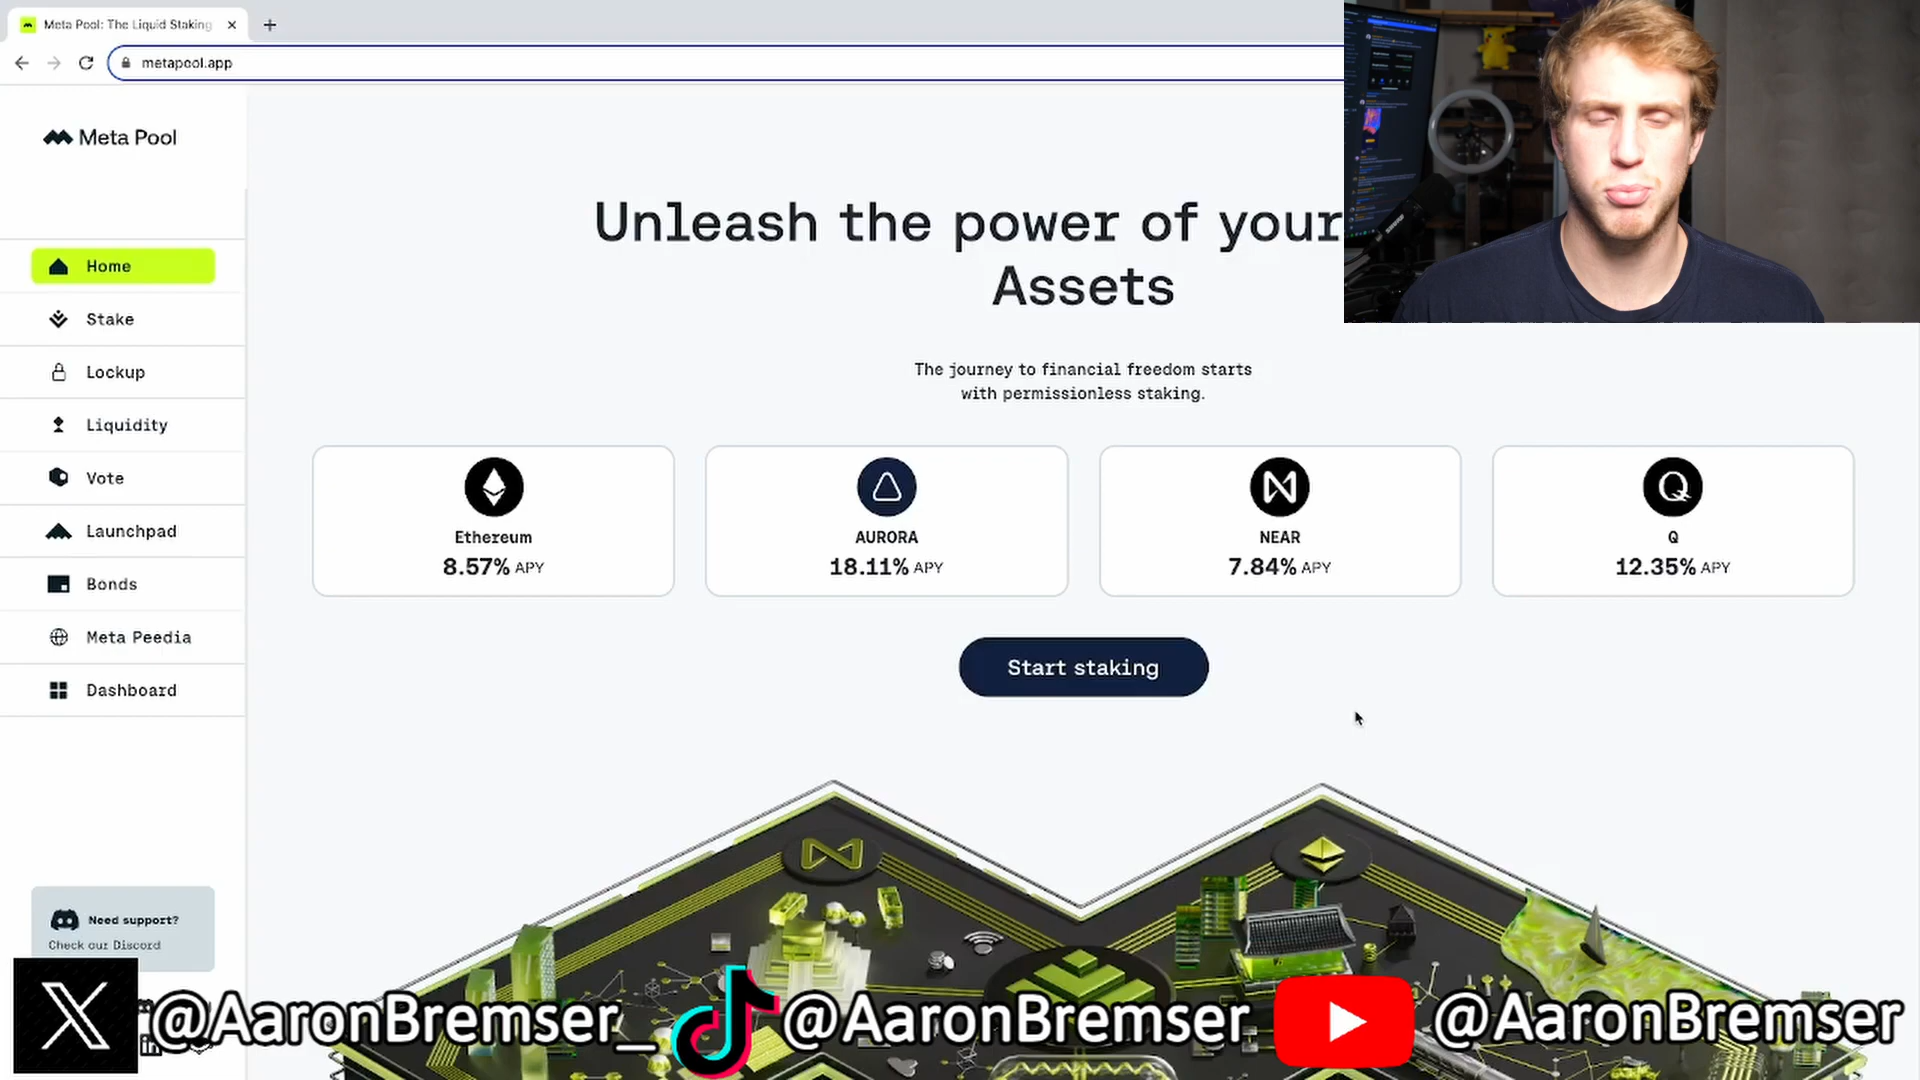 Meta Pool: The Liquid Staking
metapool.app
Meta Pool
Home
Stake
Lockup
Liquidity
Vote
Launchpad
Bonds
Meta Peedia
Dashboard
Need support?
Check our Discord
Unleash the power of your
Assets
The journey to financial freedom starts
with permissionless staking.
Ethereum
8.57% APY
AURORA
18.11% APY
NEAR
7.84% APY
Q
12.35% APY
Start staking
@AaronBremser_
@AaronBremser
@AaronBremser